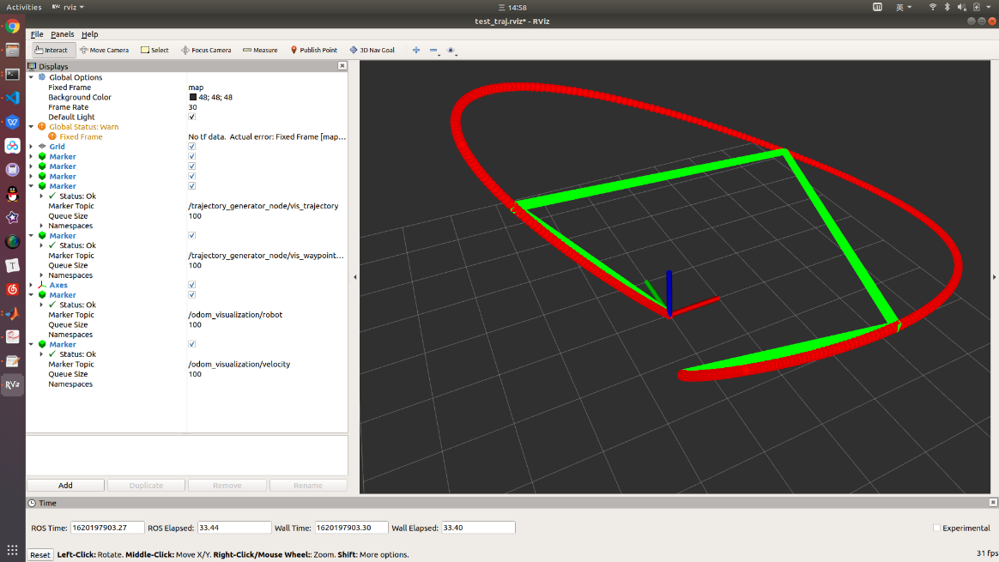 Activities rviz 三 14:58 英
test_traj.rviz* - RViz
File Panels Help
Interact Move Camera Select Focus Camera Measure Publish Point 3D Nav Goal
Displays
Global Options
Fixed Frame map
Background Color 48; 48; 48
Frame Rate 30
Default Light ✓
Global Status: Warn
Fixed Frame No tf data. Actual error: Fixed Frame [map...
Grid
Marker
Marker
Marker
Marker
Status: Ok
Marker Topic /trajectory_generator_node/vis_trajectory
Queue Size 100
Namespaces
Marker
Status: Ok
Marker Topic /trajectory_generator_node/vis_waypoint...
Queue Size 100
Namespaces
Axes
Marker
Status: Ok
Marker Topic /odom_visualization/robot
Queue Size 100
Namespaces
Marker
Status: Ok
Marker Topic /odom_visualization/velocity
Queue Size 100
Namespaces
RViz
Add Duplicate Remove Rename
Time
ROS Time: 1620197903.27 ROS Elapsed: 33.44 Wall Time: 1620197903.30 Wall Elapsed: 33.40 Experimental
Reset Left-Click: Rotate. Middle-Click: Move X/Y. Right-Click/Mouse Wheel:: Zoom. Shift: More options. 31 fps